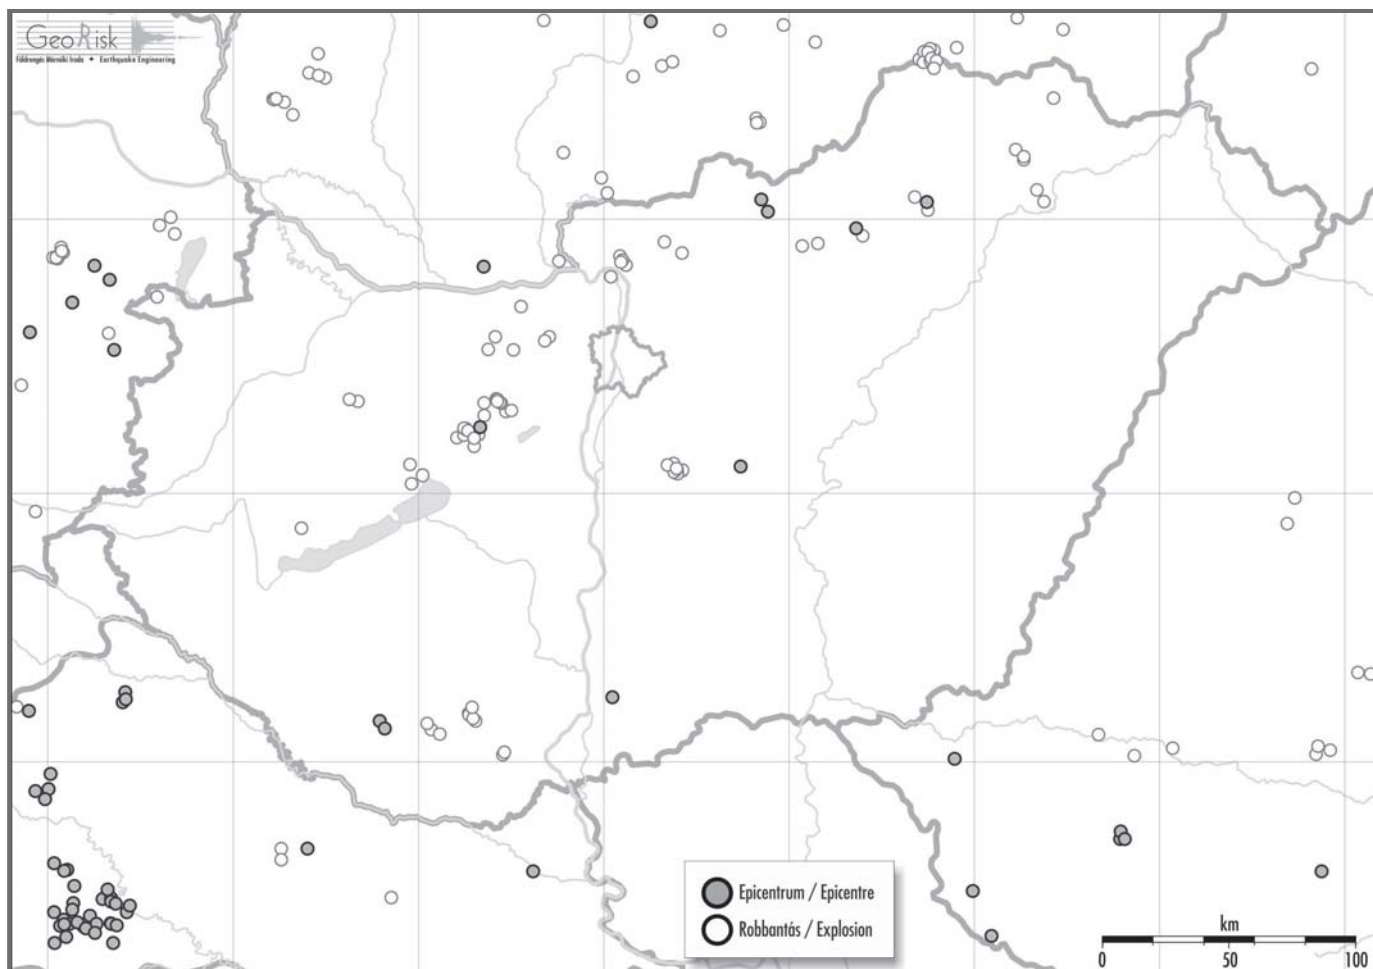 GeoRisk
Földrengés Mérnöki Iroda ✦ Earthquake Engineering
Epicentrum / Epicentre
Robbantás / Explosion
km
0 50 100